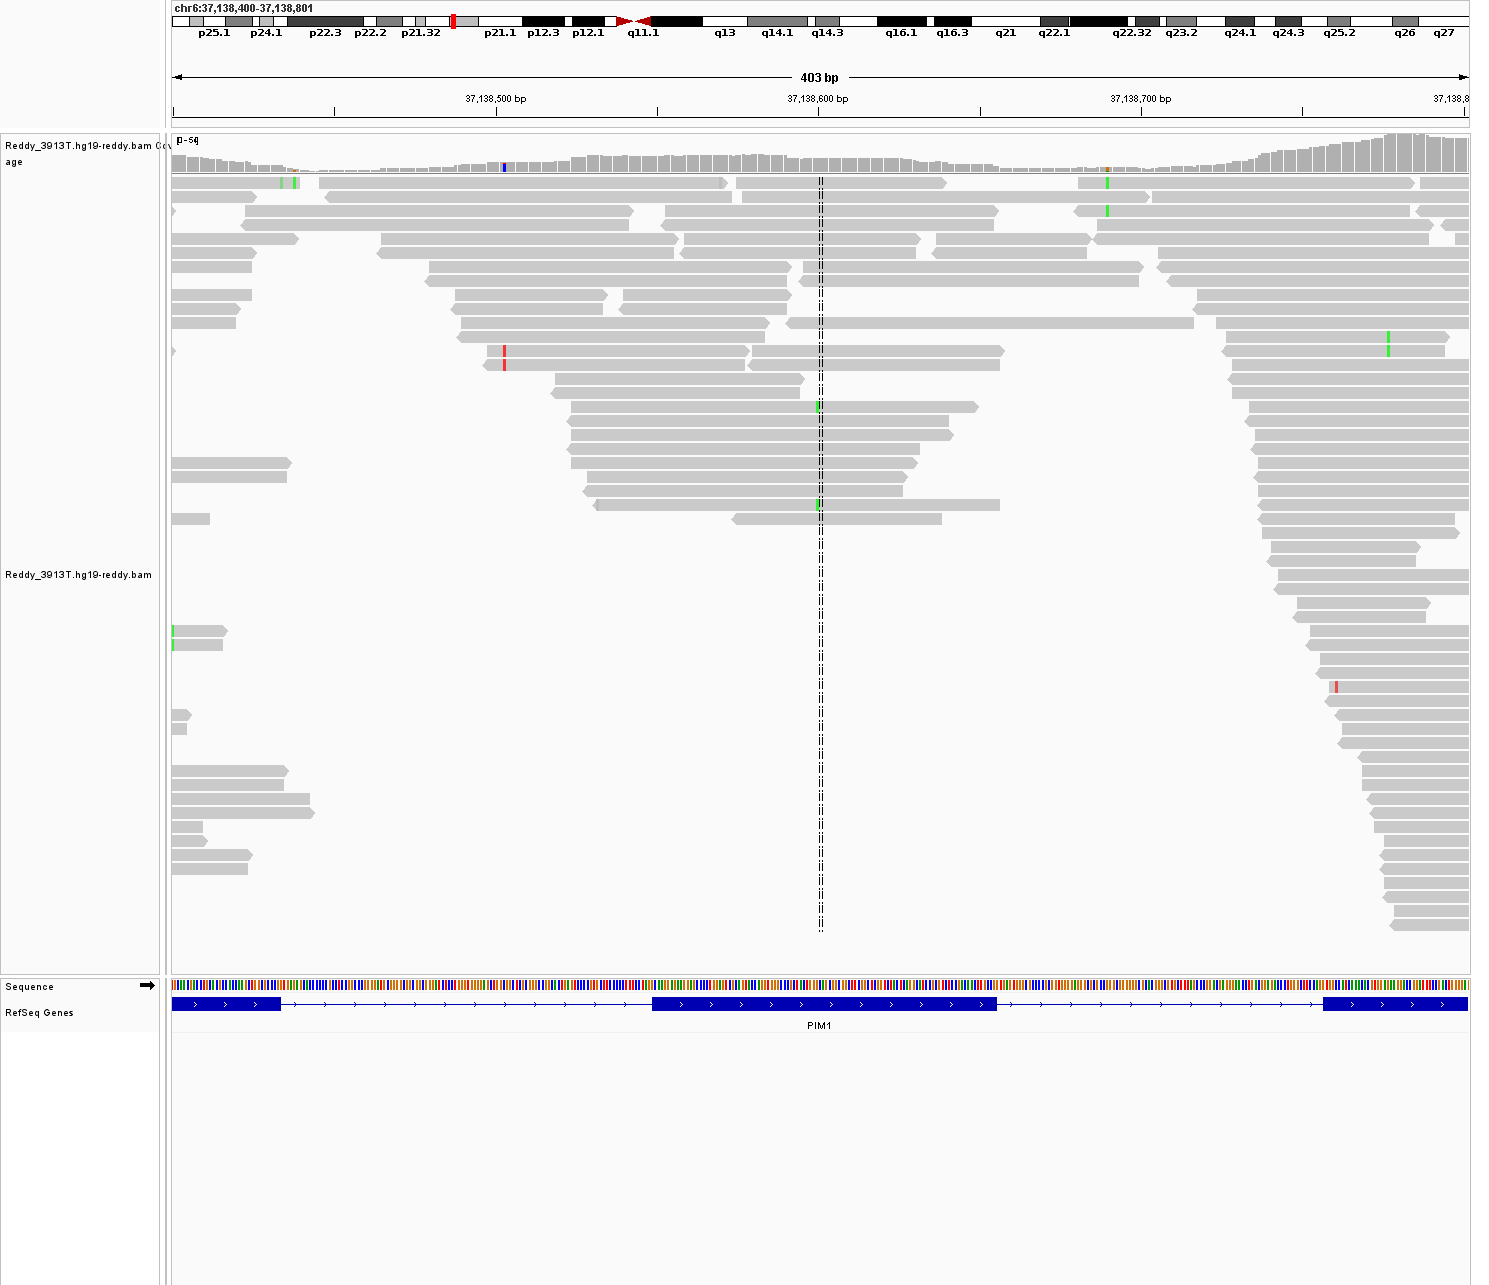 chr6:37,138,400-37,138,801
p25.1 p24.1 p22.3 p22.2 p21.32 p21.1 p12.3 p12.1 q11.1 q13 q14.1 q14.3 q16.1 q16.3 q21 q22.1 q22.32 q23.2 q24.1 q24.3 q25.2 q26 q27
403 bp
37,138,500 bp 37,138,600 bp 37,138,700 bp 37,138,8
[0-54]
Reddy_3913T.hg19-reddy.bam Cov
age
Reddy_3913T.hg19-reddy.bam
Sequence
RefSeq Genes
PIM1